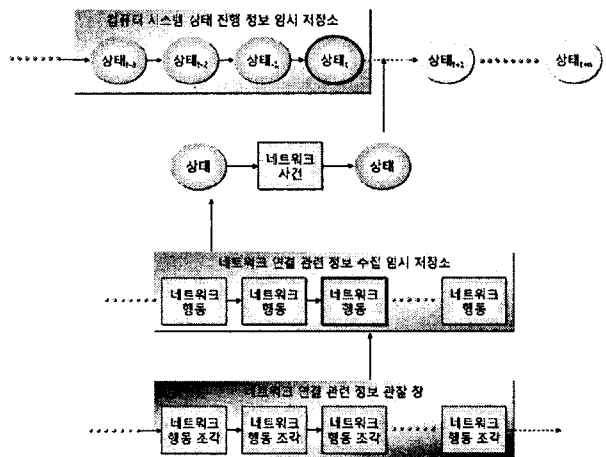 컴퓨터 시스템 상태 진행 정보 임시 저장소
상태t-3 상태t-2 상태t-1 상태t 상태t+1 상태t+n
상태 네트워크 사건 상태
네트워크 연결 관련 정보 수집 임시 저장소
네트워크 네트워크 네트워크 네트워크
행동 행동 행동 행동
네트워크 연결 관련 정보 관찰 창
네트워크 네트워크 네트워크 네트워크
행동 조각 행동 조각 행동 조각 행동 조각